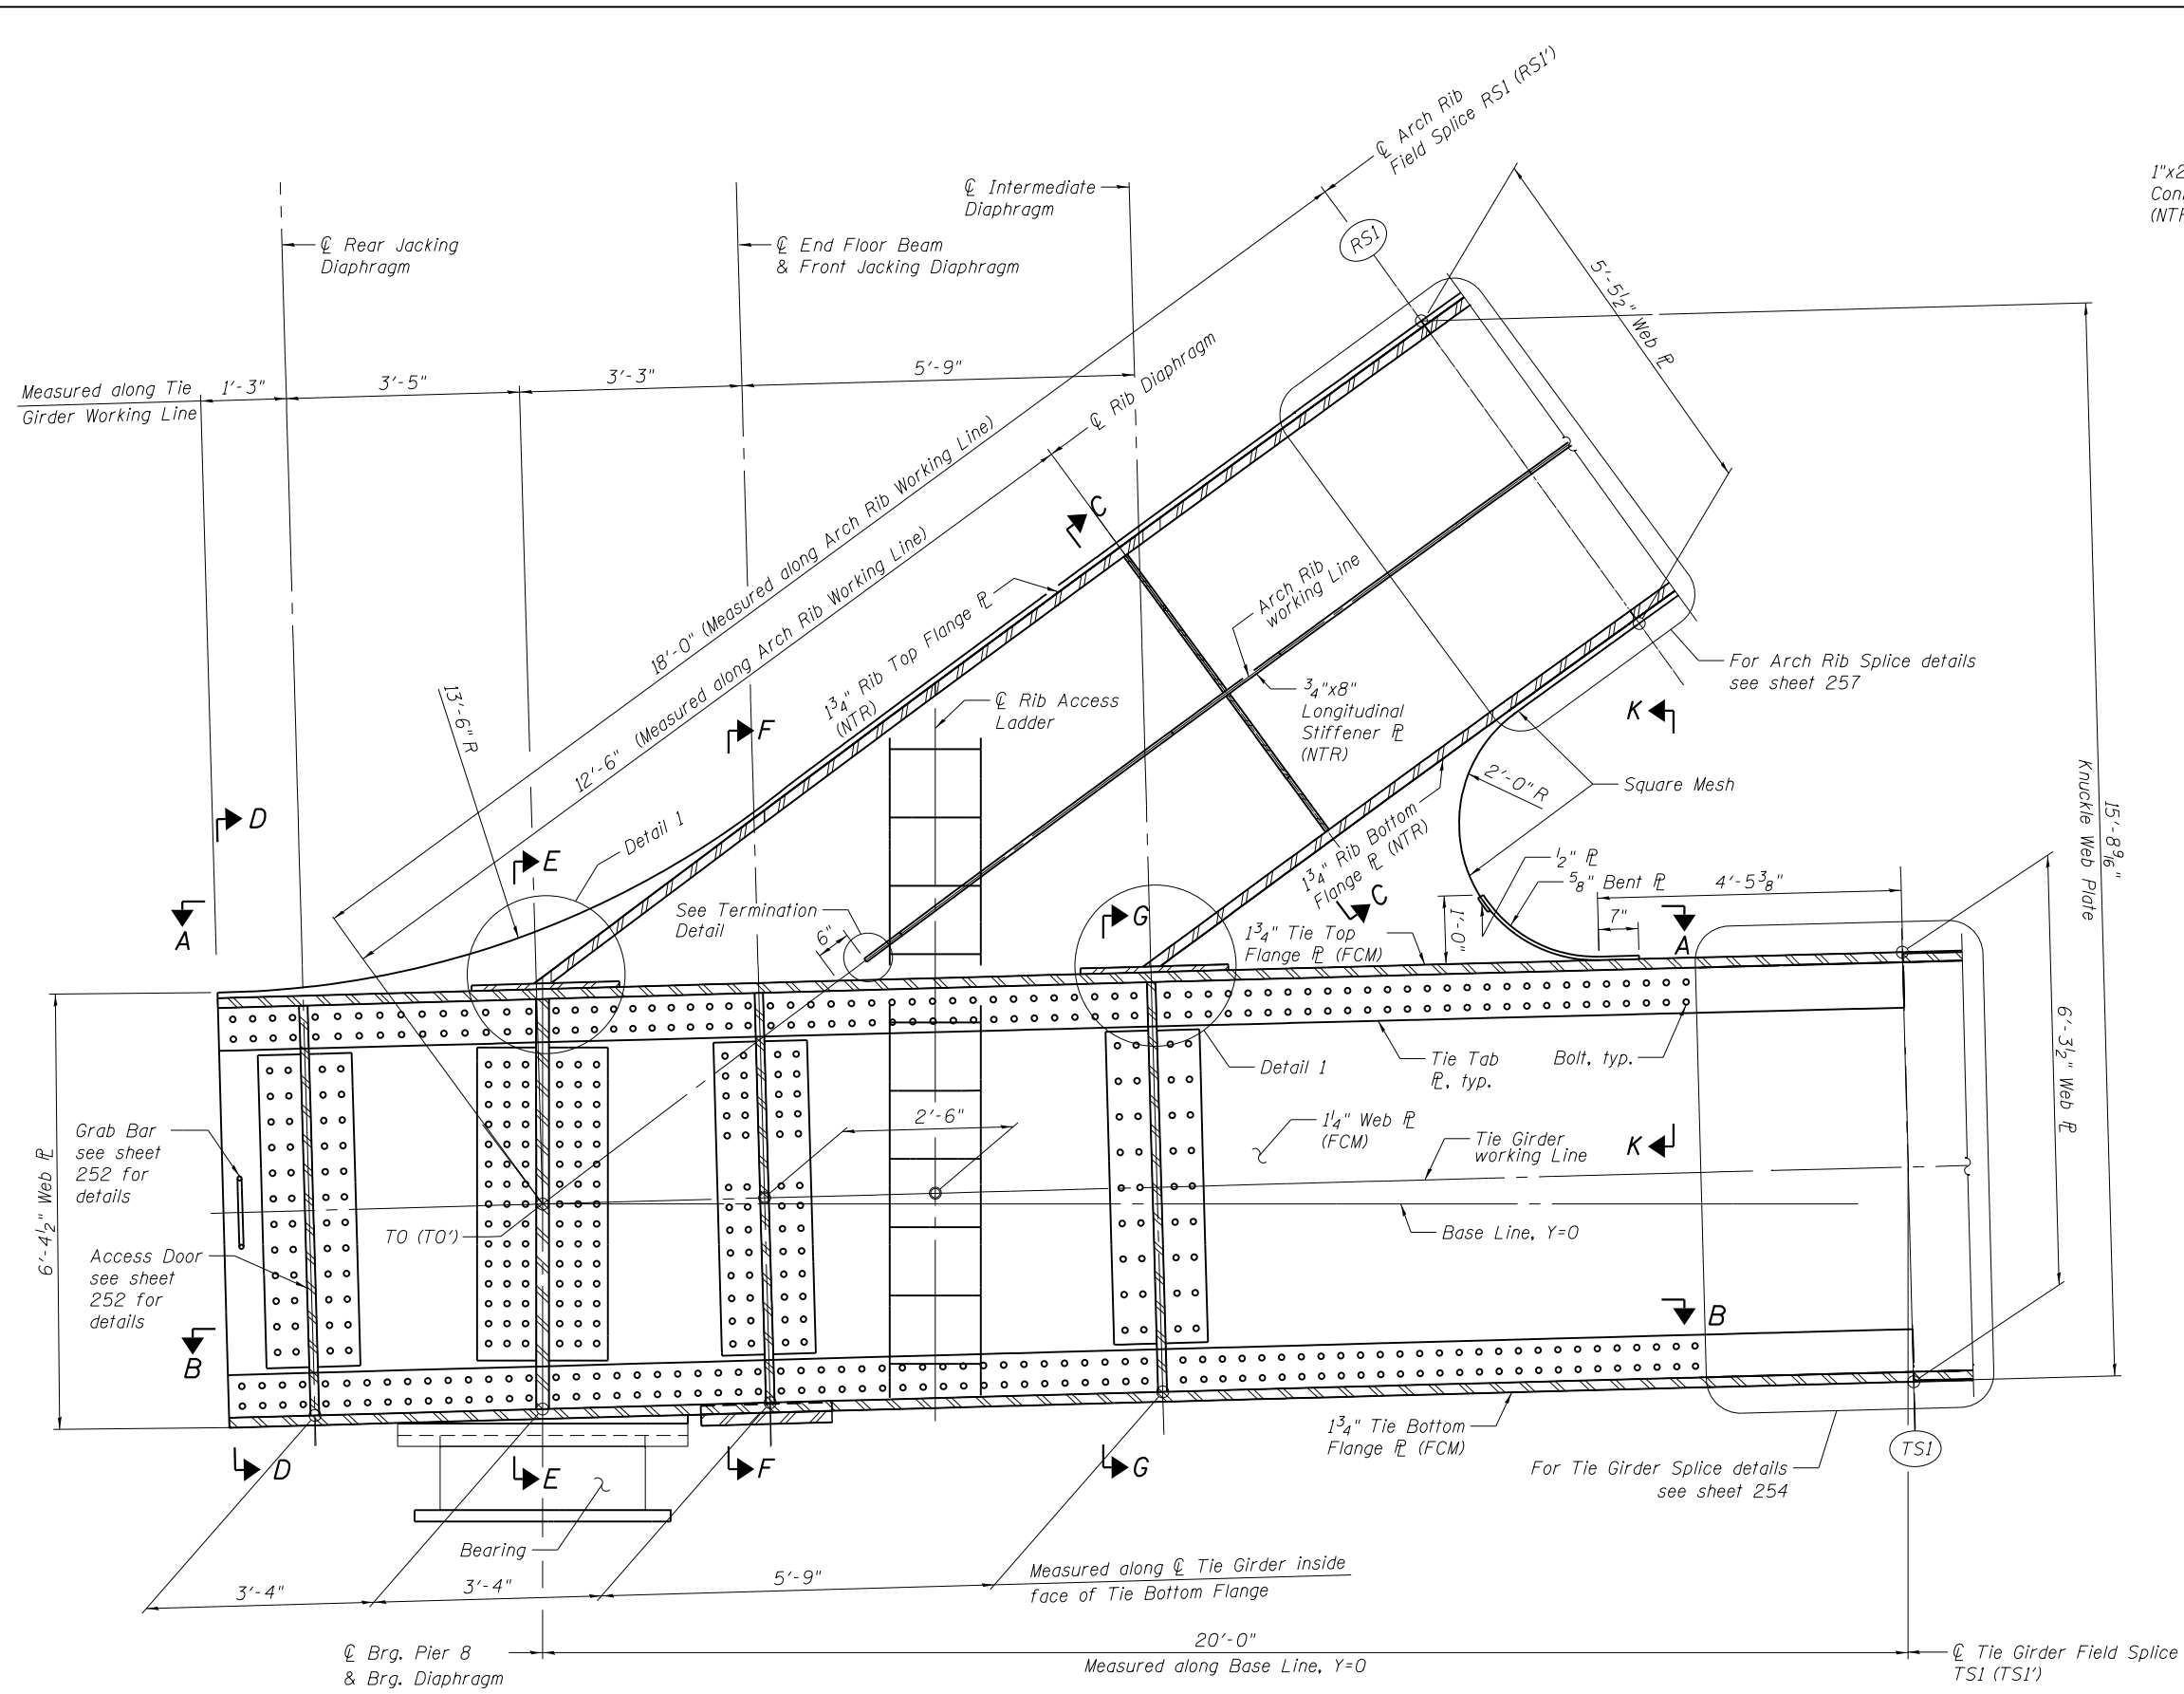 ℄ Arch Rib
Field Splice RS1 (RS1')
1"x2
Con
(NTR
℄ Intermediate
Diaphragm
℄ Rear Jacking
Diaphragm
℄ End Floor Beam
& Front Jacking Diaphragm
RS1
5'-5½" Web ℞
Measured along Tie
Girder Working Line
1'-3"
3'-5"
3'-3"
5'-9"
℄ Rib Diaphragm
18'-0" (Measured along Arch Rib Working Line)
12'-6" (Measured along Arch Rib Working Line)
C
Arch Rib
working Line
1¾" Rib Top Flange ℞
(NTR)
13'-6" R
℄ Rib Access
Ladder
¾"x8"
Longitudinal
Stiffener ℞
(NTR)
For Arch Rib Splice details
see sheet 257
K
F
2'-0" R
Square Mesh
Knuckle Web Plate
15'-8 9/16"
D
Detail 1
E
1¾" Rib Bottom
Flange ℞ (NTR)
C
½" ℞
⅝" Bent ℞
4'-5⅜"
7"
A
See Termination
Detail
6"
G
1¾" Tie Top
Flange ℞ (FCM)
1'-0"
A
6'-3½" Web ℞
Detail 1
Tie Tab
℞, typ.
Bolt, typ.
Grab Bar
see sheet
252 for
details
2'-6"
1¼" Web ℞
(FCM)
Tie Girder
working Line
K
6'-4½" Web ℞
TO (TO')
Base Line, Y=0
Access Door
see sheet
252 for
details
B
B
D
E
F
G
1¾" Tie Bottom
Flange ℞ (FCM)
TS1
For Tie Girder Splice details
see sheet 254
Bearing
3'-4"
3'-4"
5'-9"
Measured along ℄ Tie Girder inside
face of Tie Bottom Flange
℄ Brg. Pier 8
& Brg. Diaphragm
20'-0"
Measured along Base Line, Y=0
℄ Tie Girder Field Splice
TS1 (TS1')